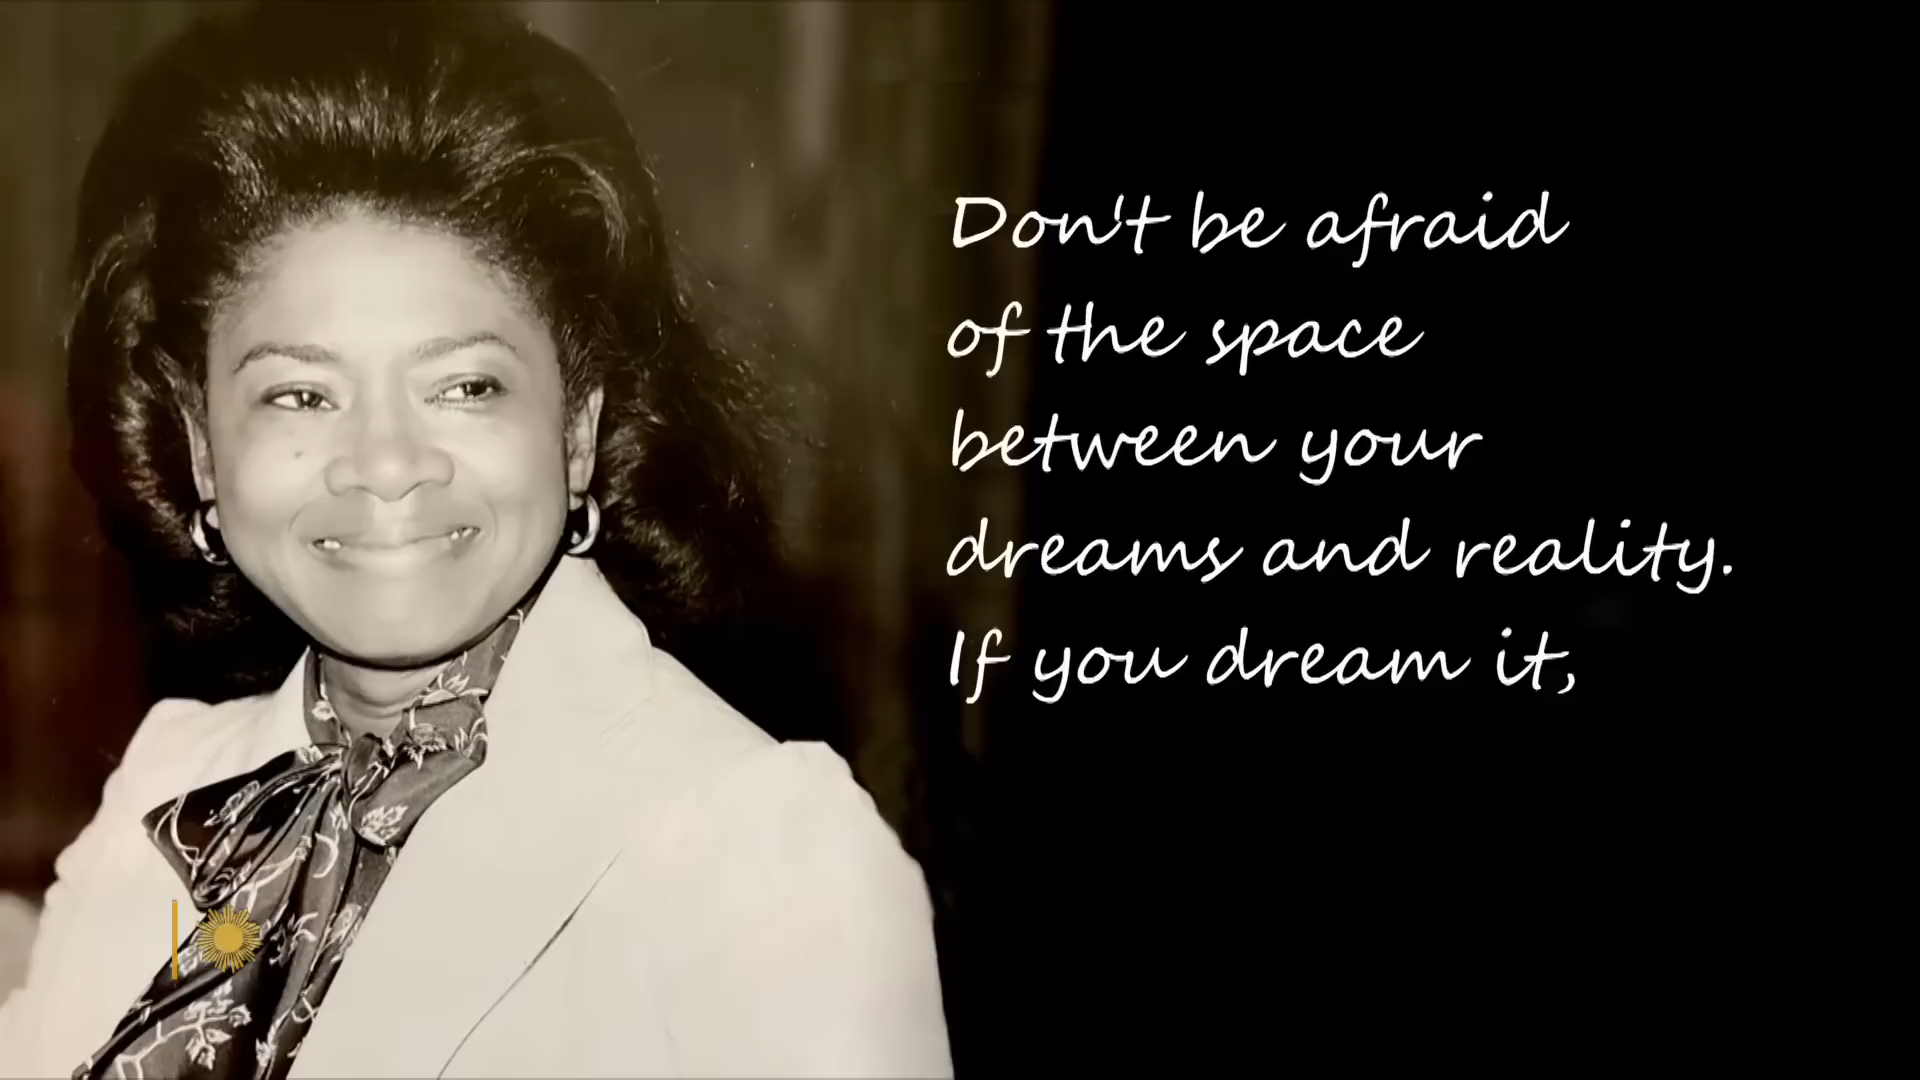 Don't be afraid
of the space
between your
dreams and reality.
If you dream it,